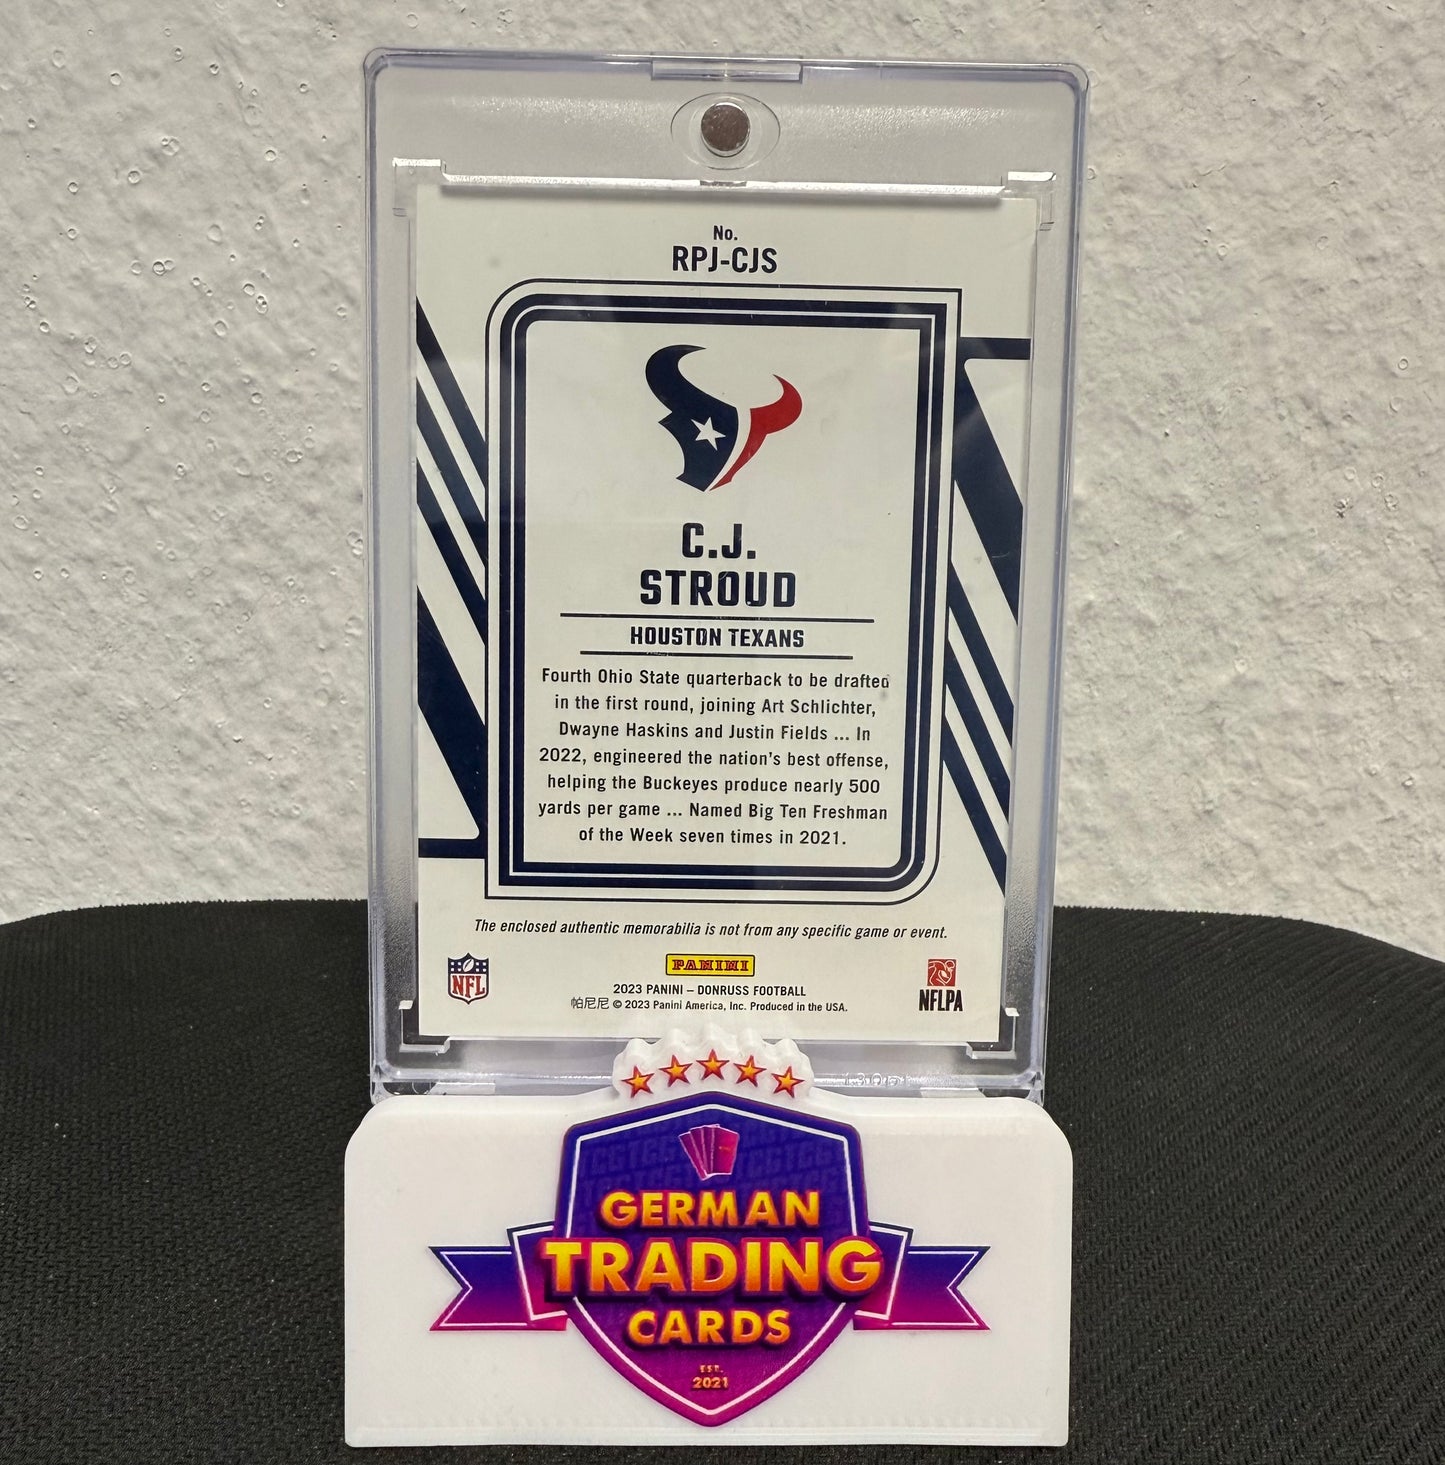 No.
RPJ-CJS
C.J.
STROUD
HOUSTON TEXANS
Fourth Ohio State quarterback to be drafted
in the first round, joining Art Schlichter,
Dwayne Haskins and Justin Fields ... In
2022, engineered the nation's best offense,
helping the Buckeyes produce nearly 500
yards per game ... Named Big Ten Freshman
of the Week seven times in 2021.
The enclosed authentic memorabilia is not from any specific game or event.
NFL
PANINI
NFLPA
2023 PANINI – DONRUSS FOOTBALL
帕尼尼 © 2023 Panini America, Inc. Produced in the USA.
GERMAN
TRADING
CARDS
EST.
2021